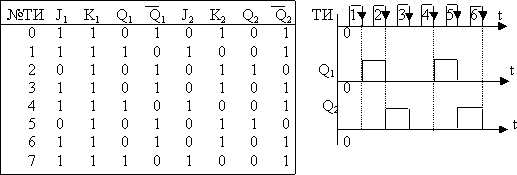 №ТИ J1 K1 Q1 Q̅1 J2 K2 Q2 Q̅2
0 1 1 0 1 0 1 0 1
1 1 1 1 0 1 0 0 1
2 0 1 0 1 0 1 1 0
3 1 1 0 1 0 1 0 1
4 1 1 1 0 1 0 0 1
5 0 1 0 1 0 1 1 0
6 1 1 0 1 0 1 0 1
7 1 1 1 0 1 0 0 1
ТИ 1 2 3 4 5 6 t
0
Q1 t
0
Q2 t
0